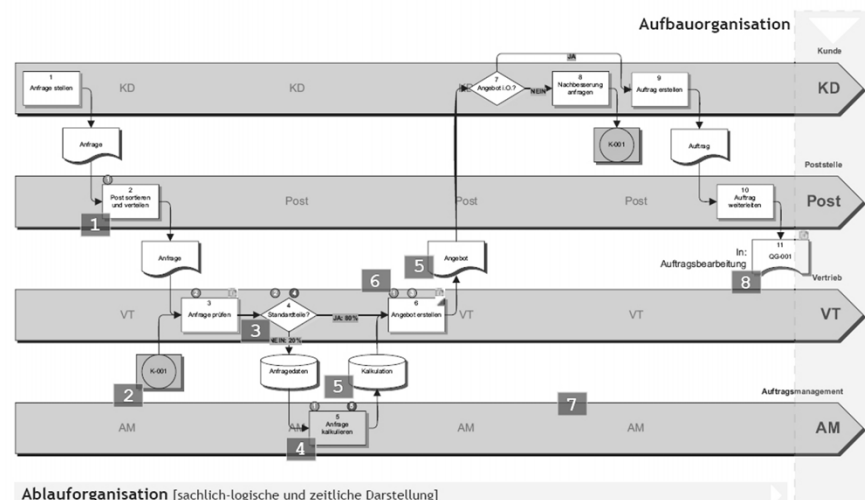 Aufbauorganisation
Kunde
1
Anfrage stellen
KD
KD
KD
7
Angebot i.O.?
JA
NEIN
8
Nachbesserung
anfragen
9
Auftrag erstellen
KD
Anfrage
K-001
Auftrag
Poststelle
1
2
Post sortieren
und verteilen
Post
Post
Post
10
Auftrag
weiterleiten
Post
Anfrage
5
Angebot
In:
Auftragsbearbeitung
8
11
QG-001
Vertrieb
VT
3
Anfrage prüfen
3
4
Standardteile?
JA: 80%
NEIN: 20%
6
6
Angebot erstellen
VT
VT
VT
2
K-001
Anfragedaten
5
Kalkulation
7
Auftragsmanagement
AM
AM
4
5
Anfrage
kalkulieren
AM
AM
AM
Ablauforganisation [sachlich-logische und zeitliche Darstellung]